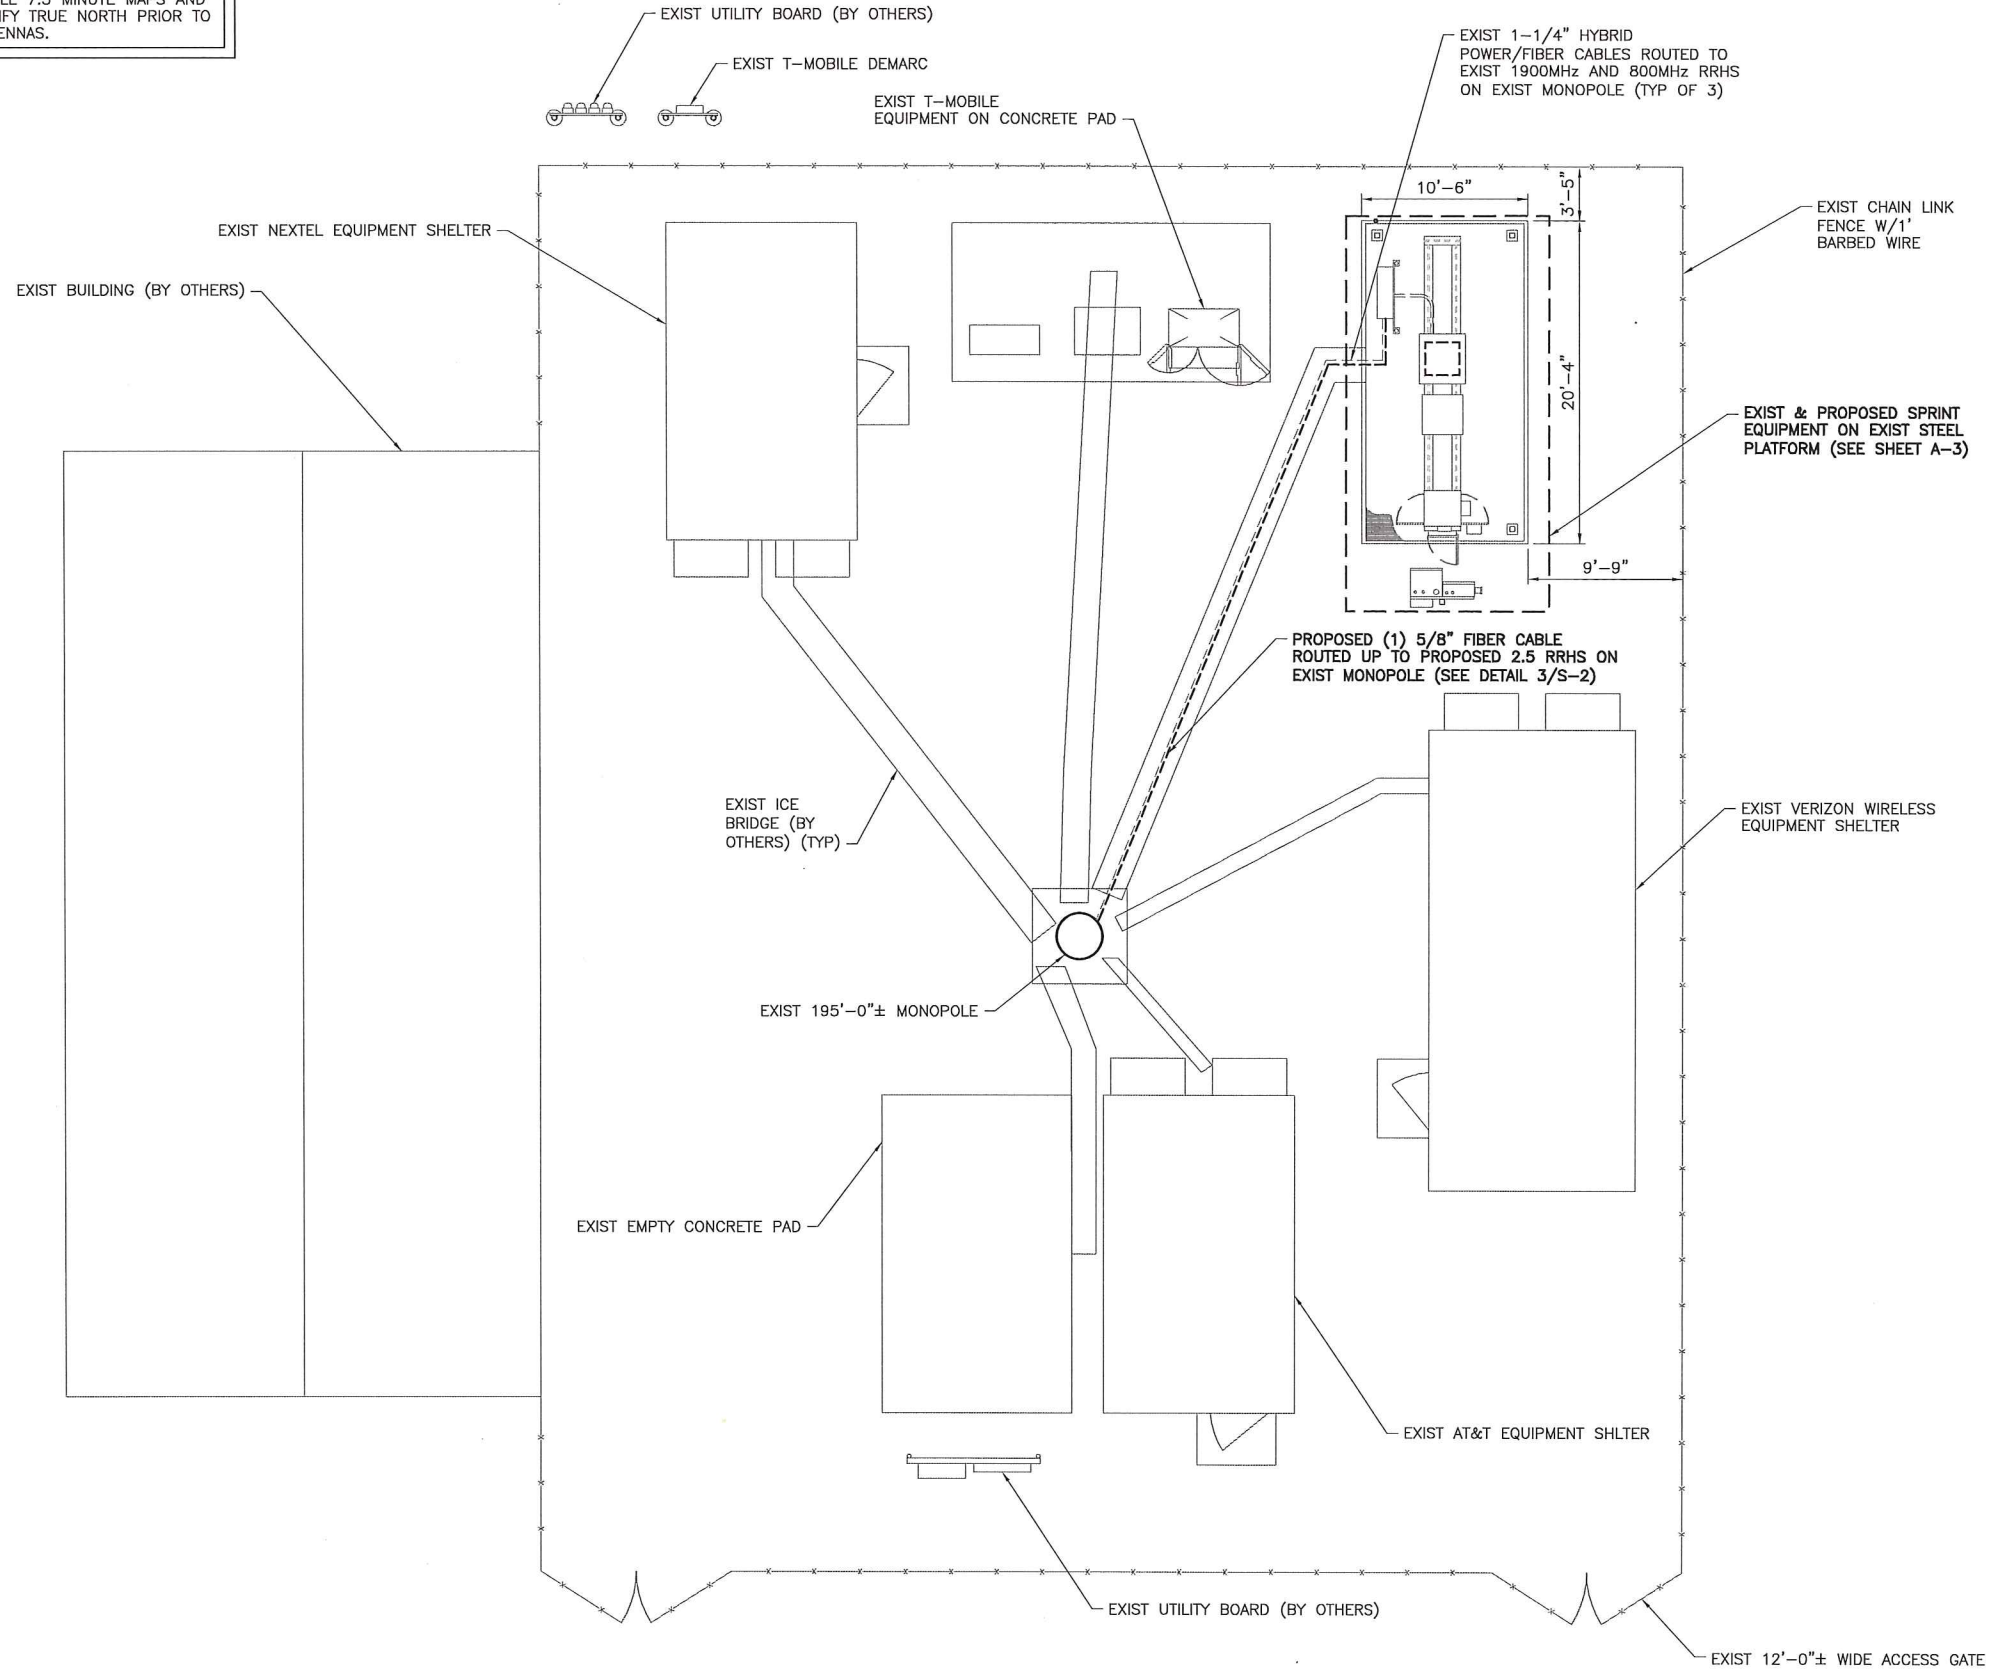 7.5 MINUTE MAPS AND
TRUE NORTH PRIOR TO
EXIST UTILITY BOARD (BY OTHERS)
EXIST T-MOBILE DEMARC
EXIST T-MOBILE
EQUIPMENT ON CONCRETE PAD
EXIST 1-1/4" HYBRID
POWER/FIBER CABLES ROUTED TO
EXIST 1900MHz AND 800MHz RRHS
ON EXIST MONOPOLE (TYP OF 3)
10'-6"
3'-5"
EXIST CHAIN LINK
FENCE W/1'
BARBED WIRE
EXIST NEXTEL EQUIPMENT SHELTER
EXIST BUILDING (BY OTHERS)
20'-4"
EXIST & PROPOSED SPRINT
EQUIPMENT ON EXIST STEEL
PLATFORM (SEE SHEET A-3)
9'-9"
PROPOSED (1) 5/8" FIBER CABLE
ROUTED UP TO PROPOSED 2.5 RRHS ON
EXIST MONOPOLE (SEE DETAIL 3/S-2)
EXIST ICE
BRIDGE (BY
OTHERS) (TYP)
EXIST VERIZON WIRELESS
EQUIPMENT SHELTER
EXIST 195'-0"± MONOPOLE
EXIST EMPTY CONCRETE PAD
EXIST AT&T EQUIPMENT SHLTER
EXIST UTILITY BOARD (BY OTHERS)
EXIST 12'-0"± WIDE ACCESS GATE